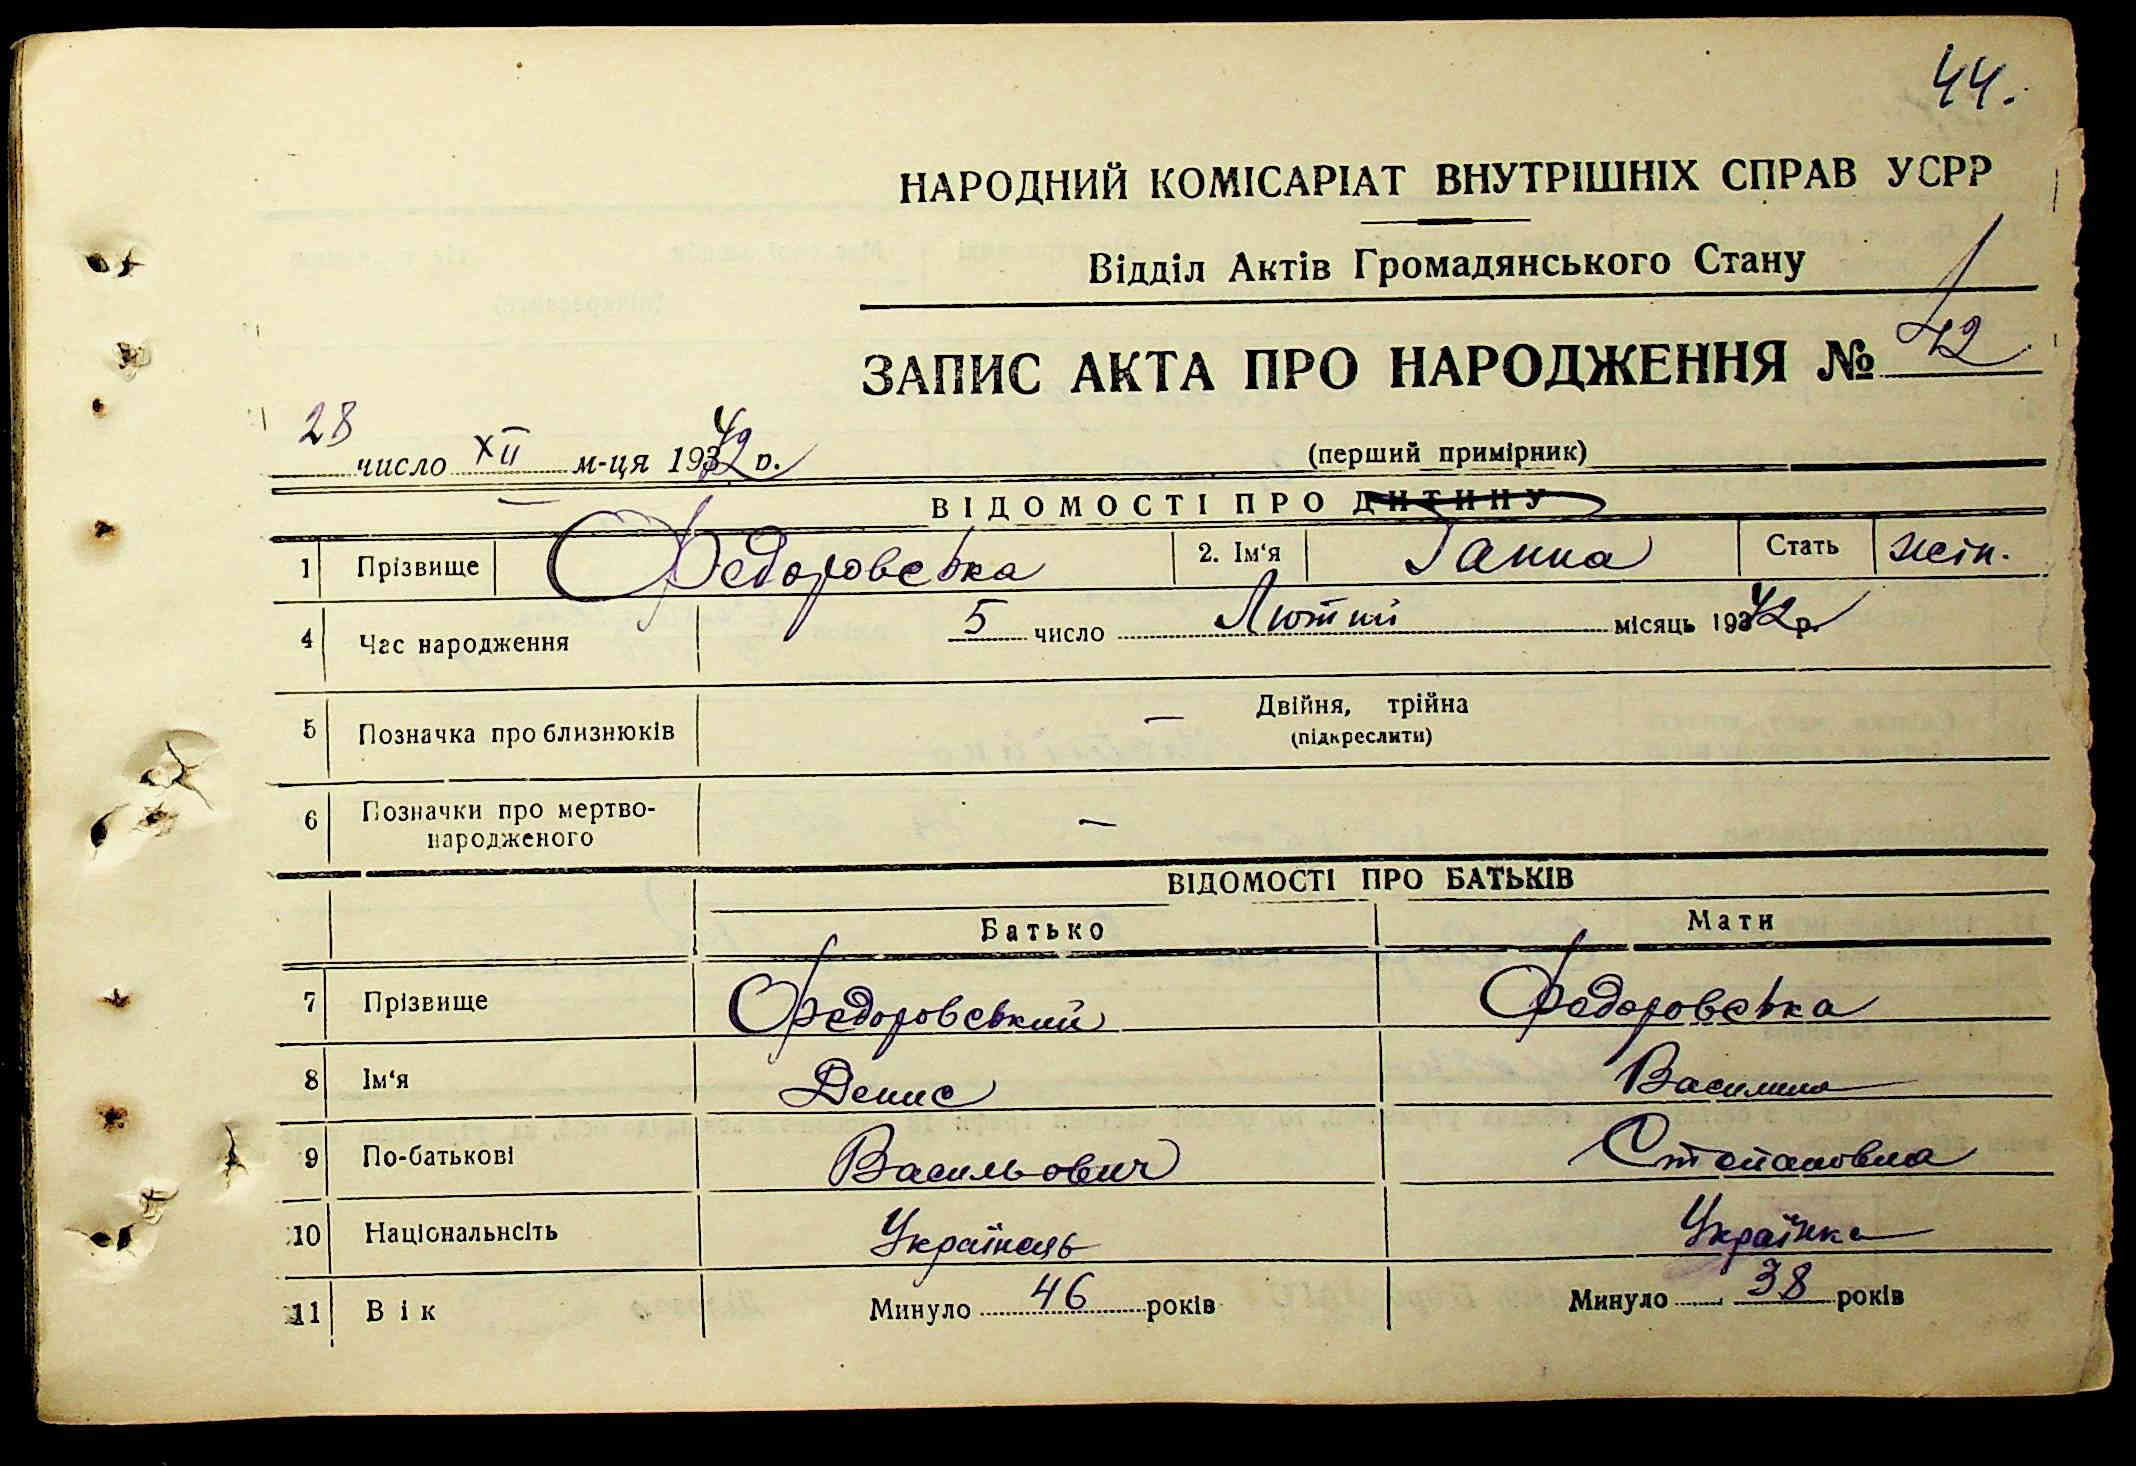 44.
НАРОДНИЙ КОМІСАРІАТ ВНУТРІШНІХ СПРАВ УСРР
Відділ Актів Громадянського Стану
ЗАПИС АКТА ПРО НАРОДЖЕННЯ № 42
28 число XII м-ця 1942 р.
(перший примірник)
ВІДОМОСТІ ПРО ДИТИНУ
1 Прізвище Федоровська 2. Ім‘я Ганна Стать жін.
4 Час народження 5 число Лютий місяць 1942 р.
5 Позначка про близнюків — Двійня, трійна
(підкреслити)
6 Позначки про мертво-
народженого —
ВІДОМОСТІ ПРО БАТЬКІВ
Батько Мати
7 Прізвище Федоровський Федоровська
8 Ім‘я Денис Василина
9 По-батькові Васильович Степановна
10 Національність Українець Українка
11 Вік Минуло 46 років Минуло 38 років